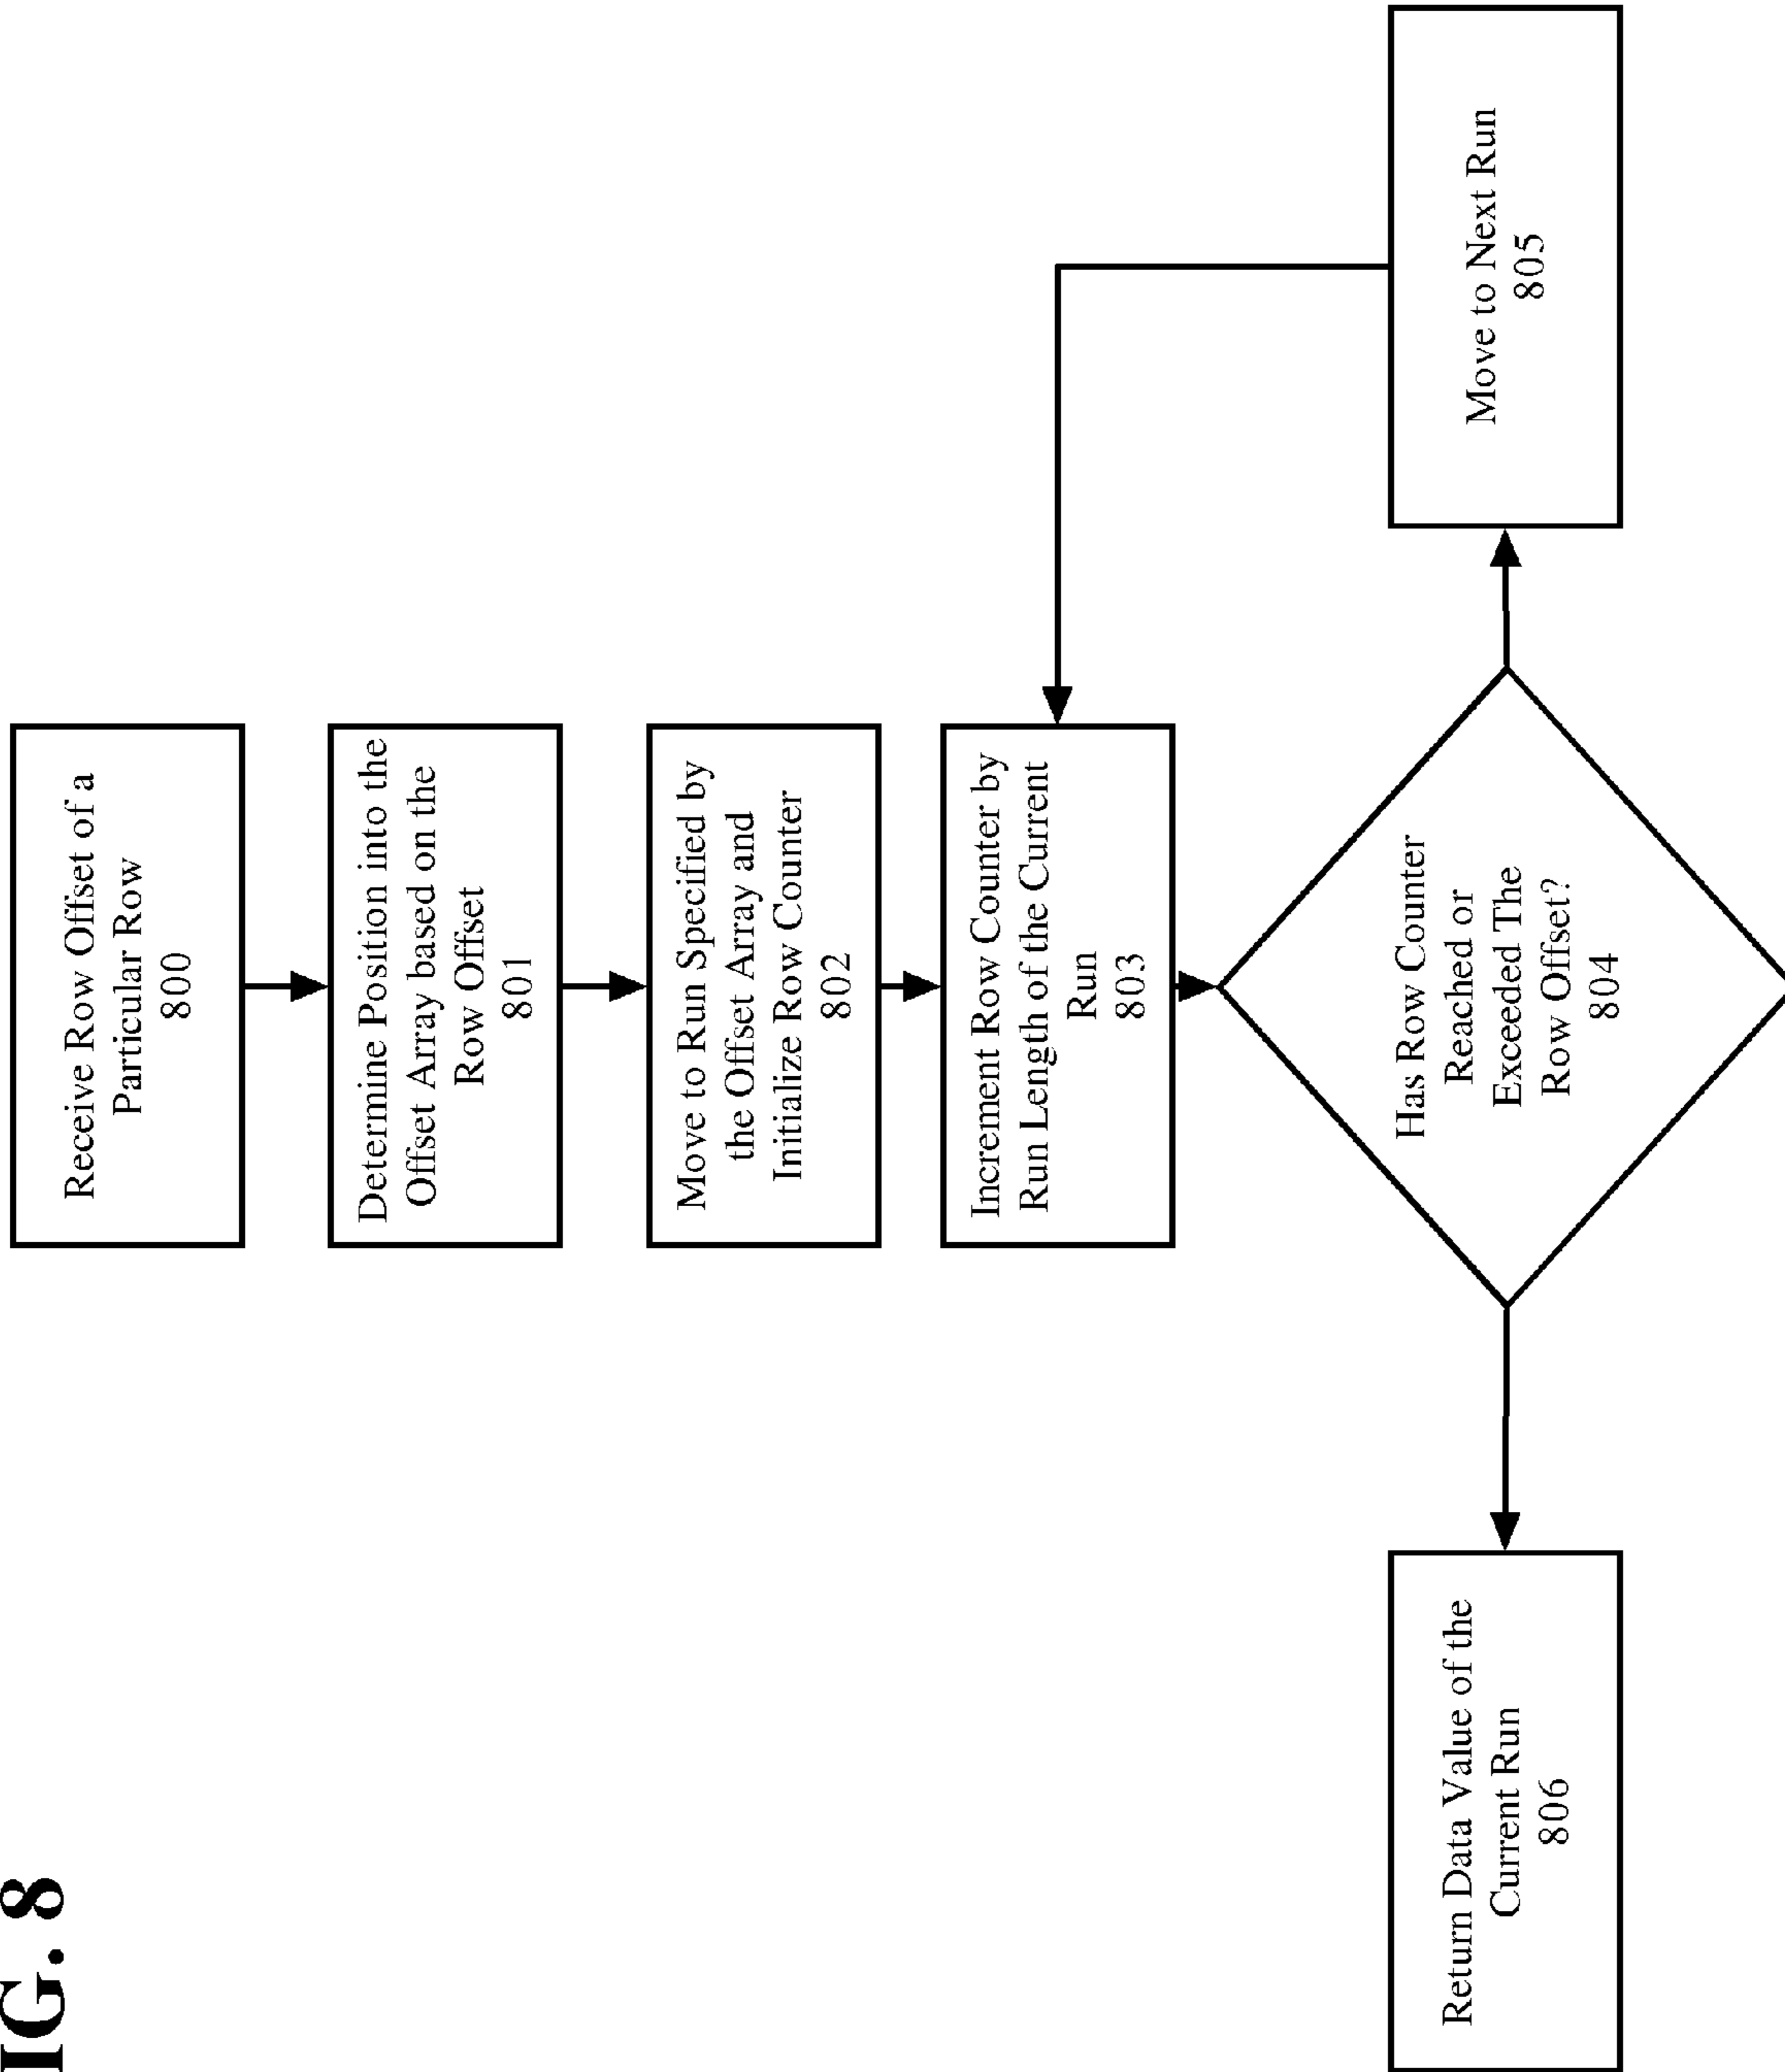 IG. 8
Receive Row Offset of a
Particular Row
800
Determine Position into the
Offset Array based on the
Row Offset
801
Move to Run Specified by
the Offset Array and
Initialize Row Counter
802
Increment Row Counter by
Run Length of the Current
Run
803
Has Row Counter
Reached or
Exceeded The
Row Offset?
804
Move to Next Run
805
Return Data Value of the
Current Run
806